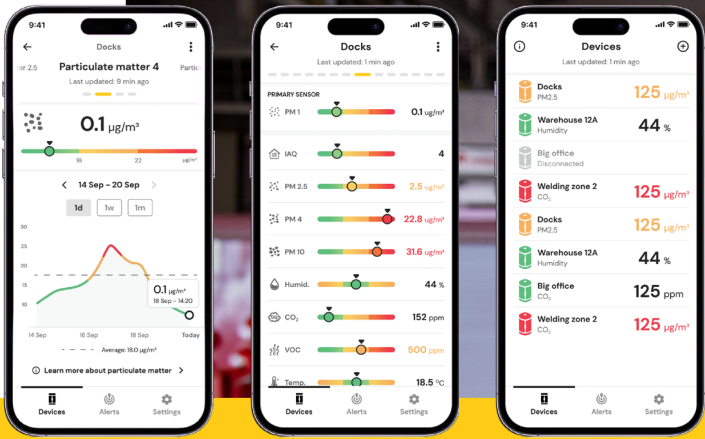 9:41
Docks
or 2.5
Particulate matter 4
Partic
Last updated: 9 min ago
0.1 µg/m³
16
22
µg/m³
14 Sep – 20 Sep
1d
1w
1m
30
25
20
15
10
0.1 µg/m³
18 Sep - 14:20
14 Sep
16 Sep
18 Sep
Today
Average: 18.0 µg/m³
Learn more about particulate matter
Devices
Alerts
Settings
9:41
Docks
Last updated: 1 min ago
PRIMARY SENSOR
PM 1 0.1 µg/m³
IAQ 4
PM 2.5 2.5 ug/m³
PM 4 22.8 ug/m³
PM 10 31.6 ug/m³
Humid. 44 %
CO₂ 152 ppm
VOC 500 ppm
Temp. 18.5 ºC
Devices
Alerts
Settings
9:41
Devices
Last updated: 1 min ago
Docks
PM2.5
125 µg/m³
Warehouse 12A
Humidity
44 %
Big office
Disconnected
Welding zone 2
CO₂
125 µg/m³
Docks
PM2.5
125 µg/m³
Warehouse 12A
Humidity
44 %
Big office
CO₂
125 ppm
Welding zone 2
CO₂
125 µg/m³
Devices
Alerts
Settings